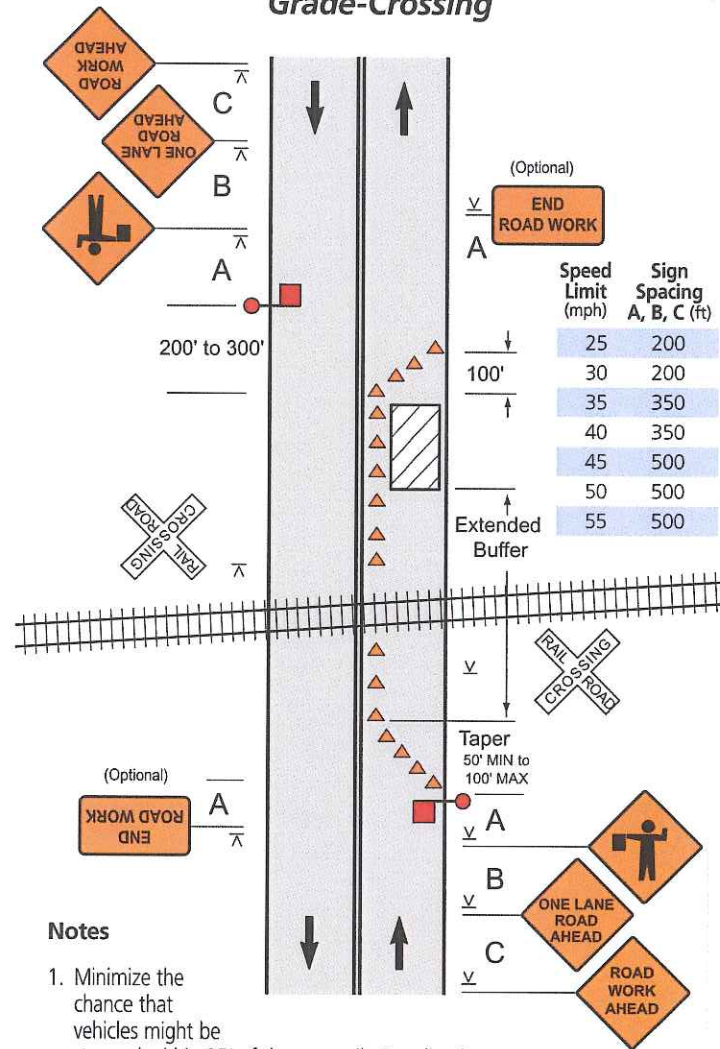 Grade-Crossing
ROAD
WORK
AHEAD
C
ONE LANE
ROAD
AHEAD
B
A
200' to 300'
(Optional)
END
ROAD WORK
A
Speed
Limit
(mph)
Sign
Spacing
A, B, C (ft)
25 200
30 200
35 350
40 350
45 500
50 500
55 500
100'
Extended
Buffer
RAIL ROAD
CROSSING
RAIL ROAD
CROSSING
Taper
50' MIN to
100' MAX
(Optional)
END
ROAD WORK
A
A
B
ONE LANE
ROAD
AHEAD
C
ROAD
WORK
AHEAD
Notes
1. Minimize the
chance that
vehicles might be